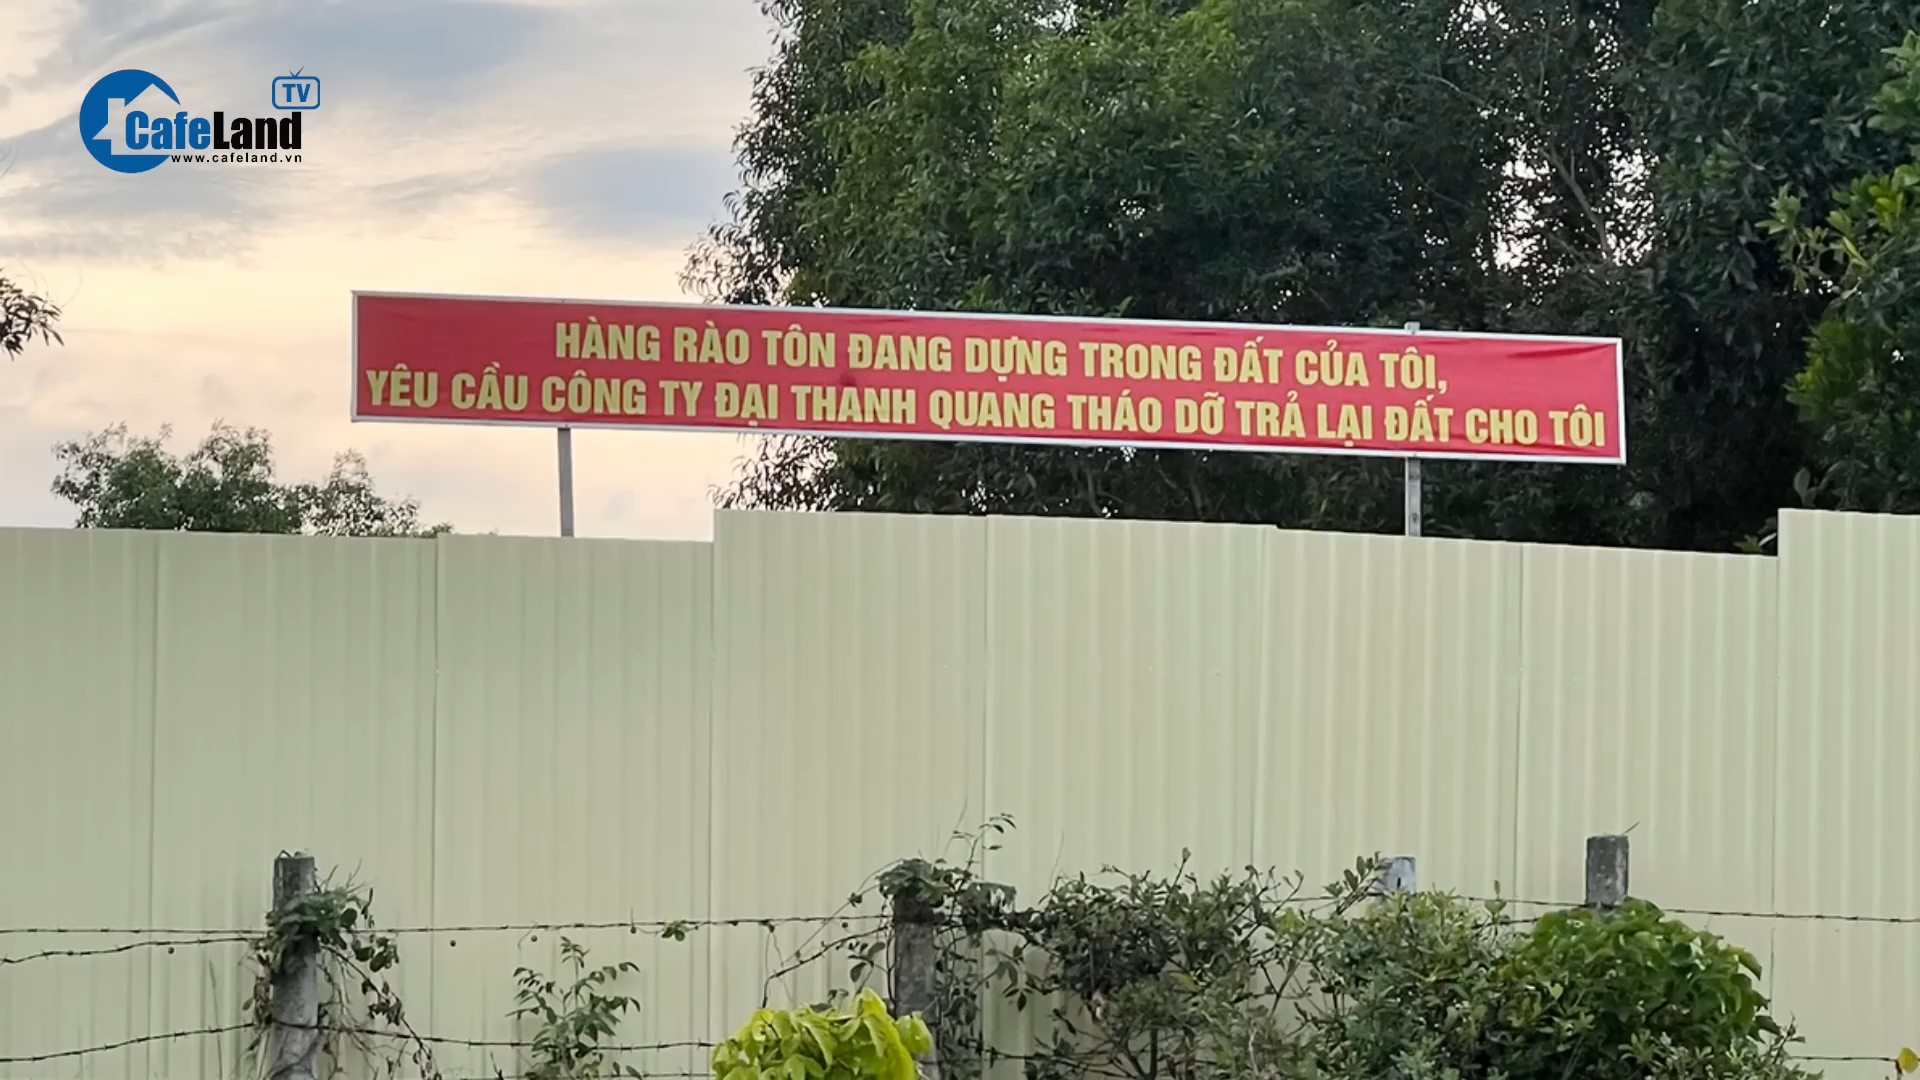 CafeLand
TV
www.cafeland.vn
HÀNG RÀO TÔN ĐANG DỰNG TRONG ĐẤT CỦA TÔI,
YÊU CẦU CÔNG TY ĐẠI THANH QUANG THÁO DỠ TRẢ LẠI ĐẤT CHO TÔI